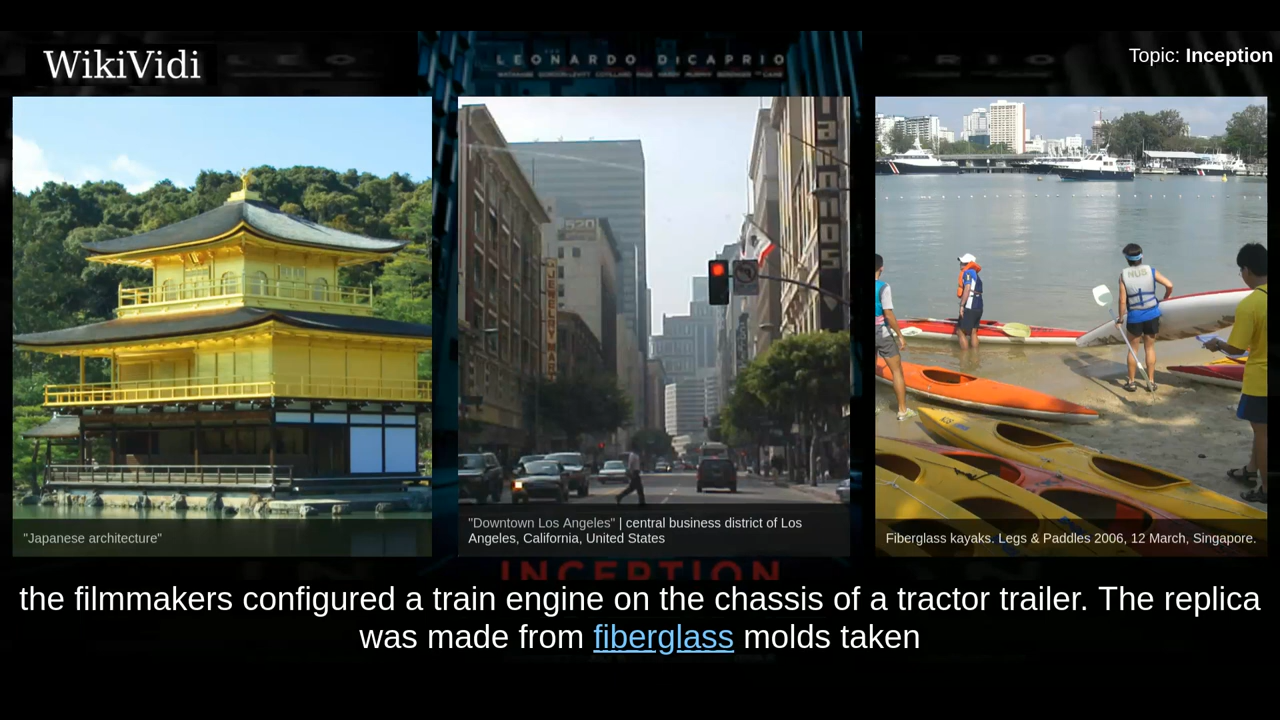 WikiVidi
Topic: Inception
LEONARDO DiCAPRIO
"Japanese architecture"
"Downtown Los Angeles" | central business district of Los
Angeles, California, United States
Fiberglass kayaks. Legs & Paddles 2006, 12 March, Singapore.
INCEPTION
the filmmakers configured a train engine on the chassis of a tractor trailer. The replica
was made from fiberglass molds taken